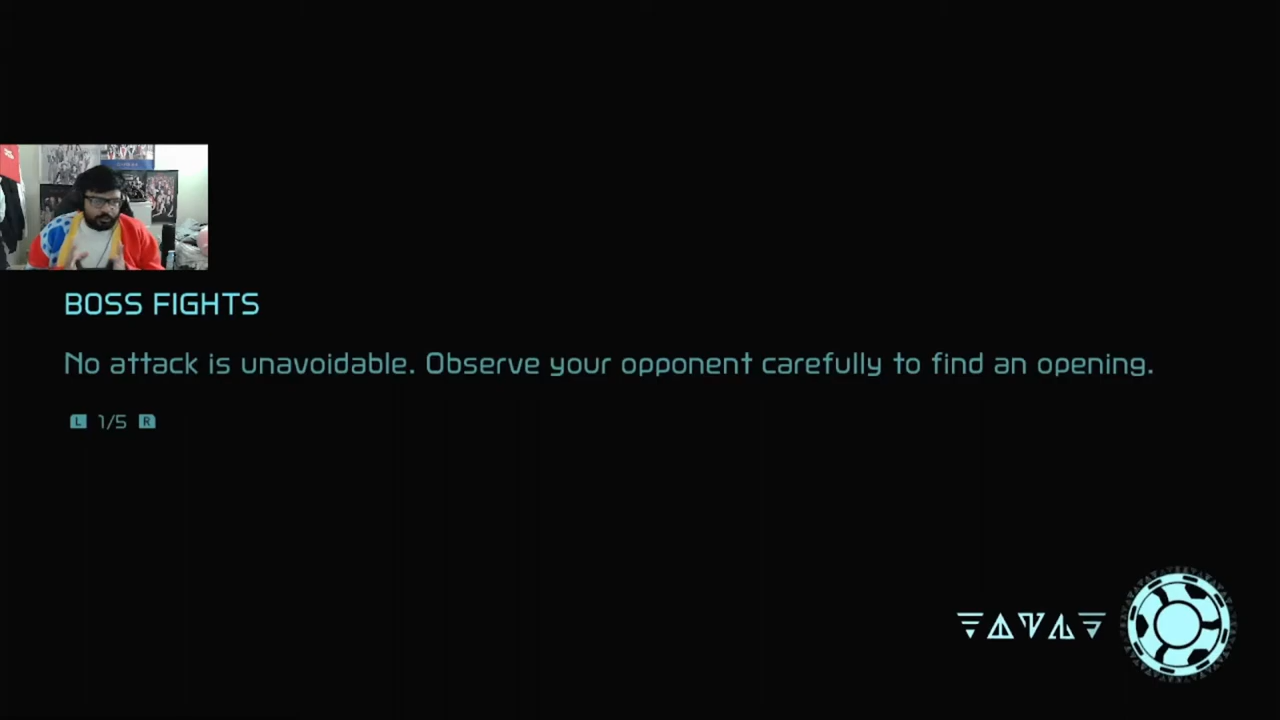 BOSS FIGHTS
No attack is unavoidable. Observe your opponent carefully to find an opening.
L 1/5 R